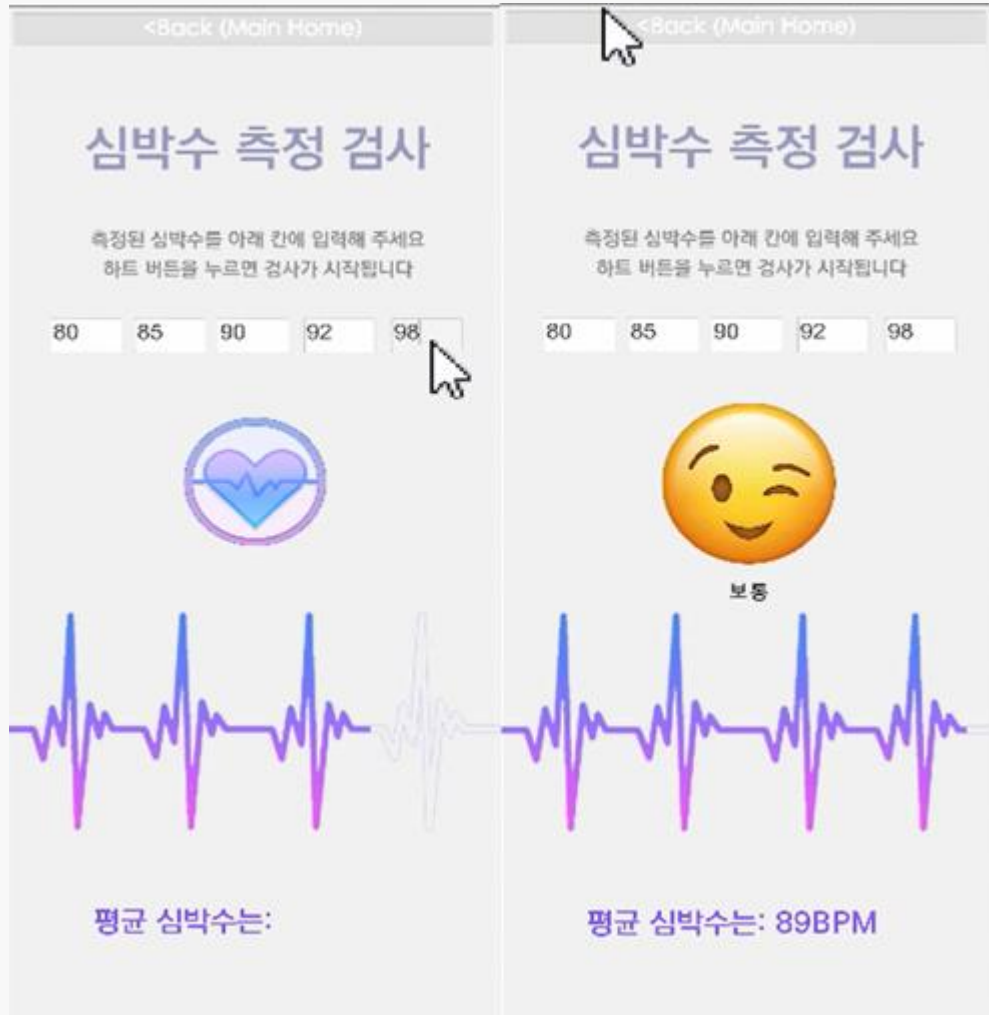 <Back (Main Home)
심박수 측정 검사
측정된 심박수를 아래 칸에 입력해 주세요
하트 버튼을 누르면 검사가 시작됩니다
80 85 90 92 98
평균 심박수는:
<Back (Main Home)
심박수 측정 검사
측정된 심박수를 아래 칸에 입력해 주세요
하트 버튼을 누르면 검사가 시작됩니다
80 85 90 92 98
보통
평균 심박수는: 89BPM